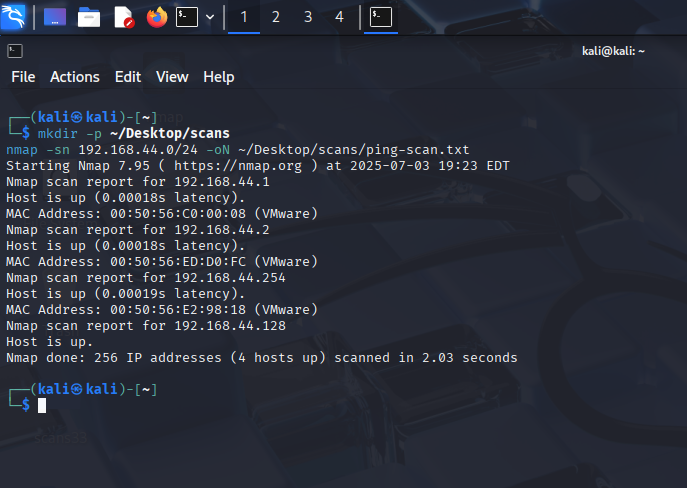 1 2 3 4
kali@kali: ~
File Actions Edit View Help
┌──(kali㉿kali)-[~]
└─$ mkdir -p ~/Desktop/scans
nmap -sn 192.168.44.0/24 -oN ~/Desktop/scans/ping-scan.txt
Starting Nmap 7.95 ( https://nmap.org ) at 2025-07-03 19:23 EDT
Nmap scan report for 192.168.44.1
Host is up (0.00018s latency).
MAC Address: 00:50:56:C0:00:08 (VMware)
Nmap scan report for 192.168.44.2
Host is up (0.00018s latency).
MAC Address: 00:50:56:ED:D0:FC (VMware)
Nmap scan report for 192.168.44.254
Host is up (0.00019s latency).
MAC Address: 00:50:56:E2:98:18 (VMware)
Nmap scan report for 192.168.44.128
Host is up.
Nmap done: 256 IP addresses (4 hosts up) scanned in 2.03 seconds
┌──(kali㉿kali)-[~]
└─$